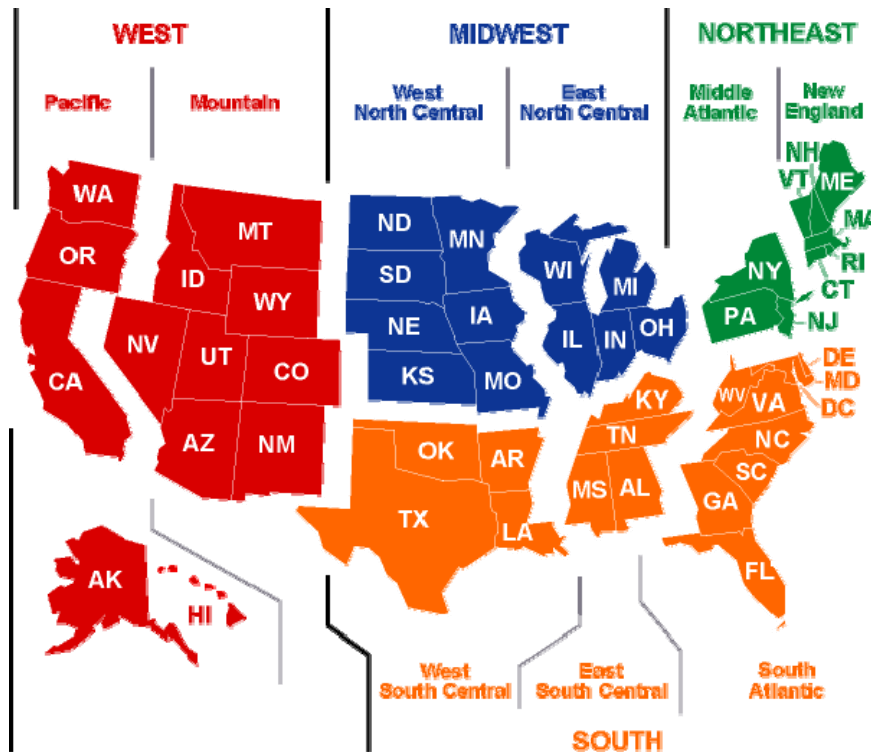 WEST
MIDWEST
NORTHEAST
Pacific
Mountain
West
North Central
East
North Central
Middle
Atlantic
New
England
WA
OR
CA
NV
ID
MT
WY
UT
CO
AZ
NM
AK
HI
ND
SD
NE
KS
MN
IA
MO
WI
MI
IL
IN
OH
NH
VT
ME
MA
RI
CT
NY
PA
NJ
OK
AR
TX
LA
KY
TN
MS
AL
DE
MD
DC
WV
VA
NC
SC
GA
FL
West
South Central
East
South Central
South
Atlantic
SOUTH